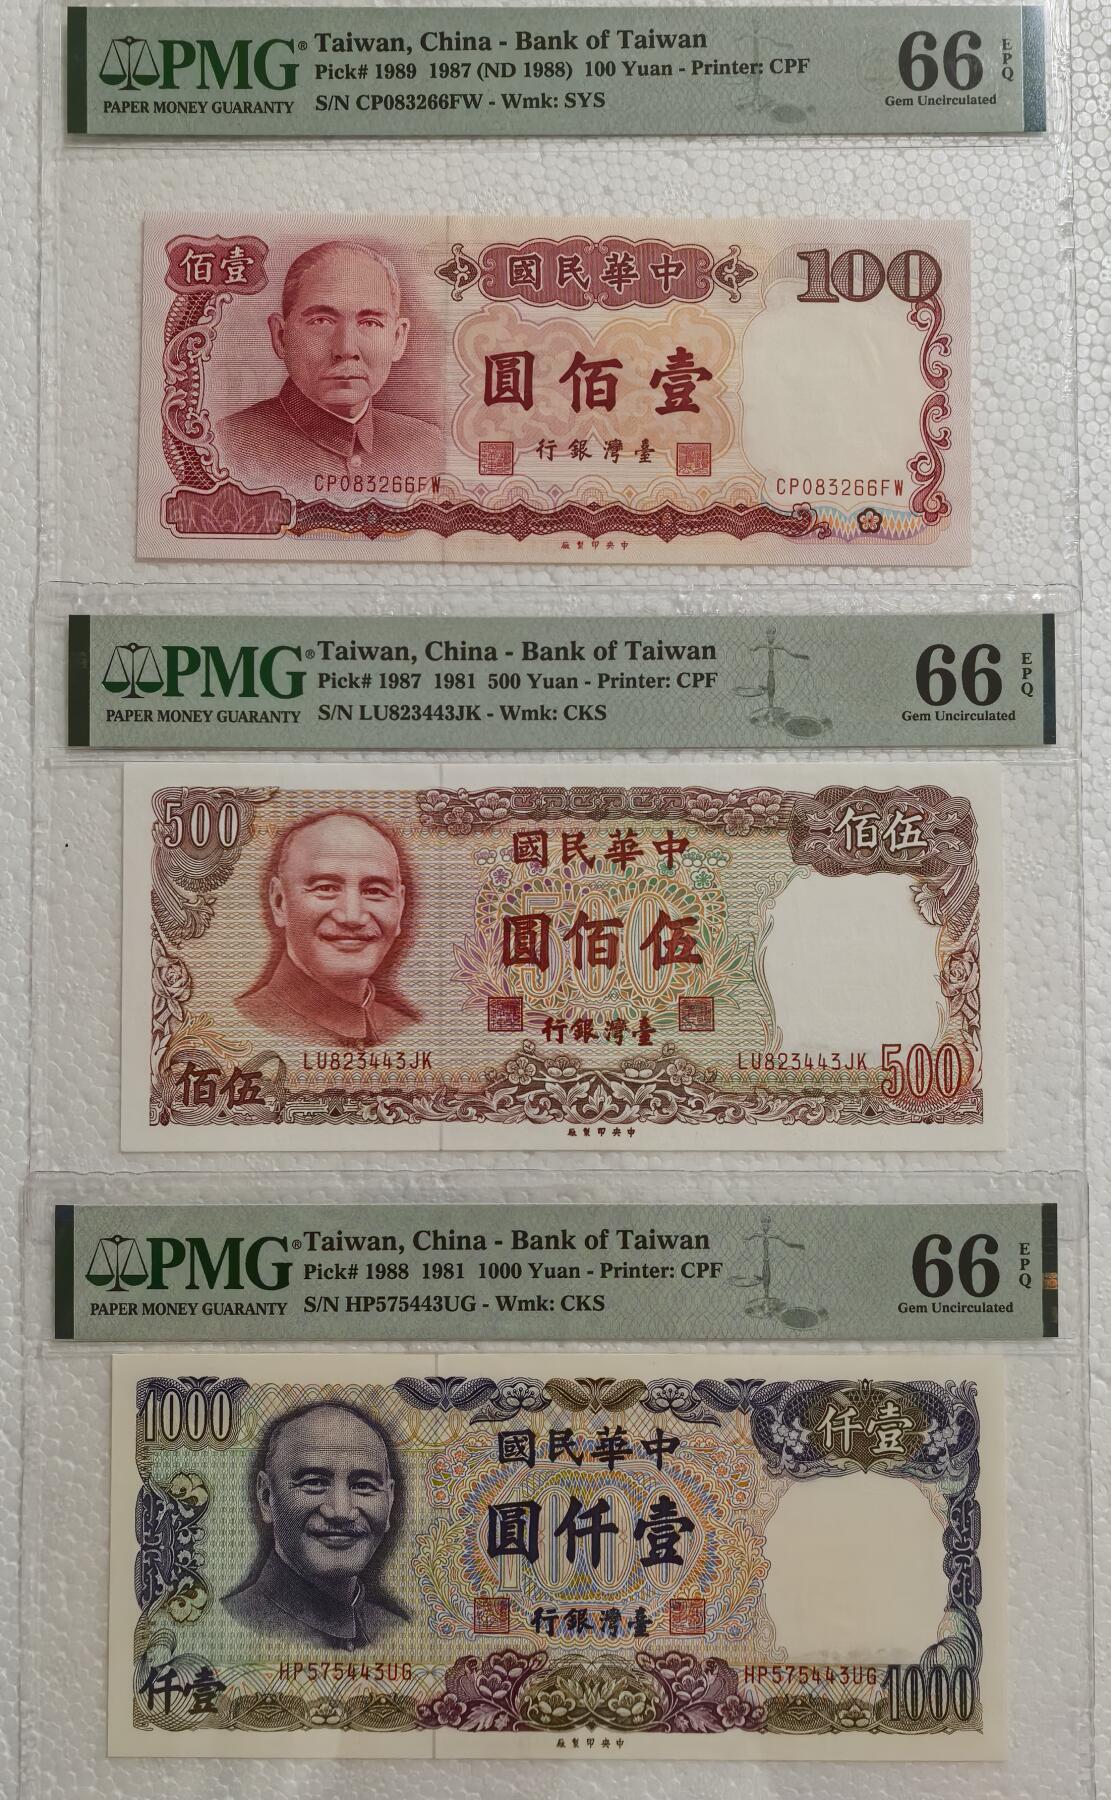 PMG®
PAPER MONEY GUARANTY
Taiwan, China - Bank of Taiwan
Pick# 1989 1987 (ND 1988) 100 Yuan - Printer: CPF
S/N CP083266FW - Wmk: SYS
66 EPQ
Gem Uncirculated
佰壹
國民華中
100
圓佰壹
行銀灣臺
CP083266FW
CP083266FW
廠製印央中
PMG®
PAPER MONEY GUARANTY
Taiwan, China - Bank of Taiwan
Pick# 1987 1981 500 Yuan - Printer: CPF
S/N LU823443JK - Wmk: CKS
66 EPQ
Gem Uncirculated
500
佰伍
國民華中
500
圓佰伍
行銀灣臺
LU823443JK
LU823443JK
佰伍
500
廠製印央中
PMG®
PAPER MONEY GUARANTY
Taiwan, China - Bank of Taiwan
Pick# 1988 1981 1000 Yuan - Printer: CPF
S/N HP575443UG - Wmk: CKS
66 EPQ
Gem Uncirculated
1000
仟壹
國民華中
1000
圓仟壹
行銀灣臺
HP575443UG
HP575443UG
仟壹
1000
廠製印央中